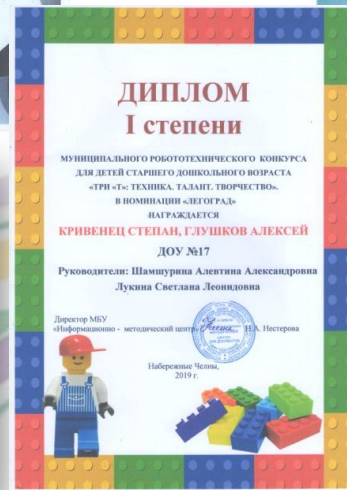 ДИПЛОМ
I степени
МУНИЦИПАЛЬНОГО РОБОТОТЕХНИЧЕСКОГО КОНКУРСА
ДЛЯ ДЕТЕЙ СТАРШЕГО ДОШКОЛЬНОГО ВОЗРАСТА
«ТРИ «Т»: ТЕХНИКА. ТАЛАНТ. ТВОРЧЕСТВО».
В НОМИНАЦИИ «ЛЕГОГРАД»
НАГРАЖДАЕТСЯ
КРИВЕНЕЦ СТЕПАН, ГЛУШКОВ АЛЕКСЕЙ
ДОУ №17
Руководители: Шамшурина Алевтина Александровна
Лукина Светлана Леонидовна
Директор МБУ
«Информационно - методический центр» Н.А. Нестерова
Набережные Челны,
2019 г.